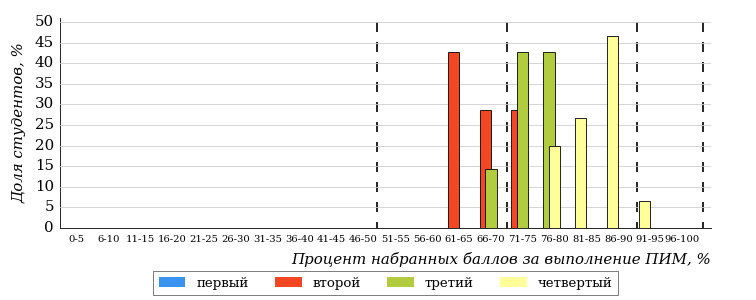 50
45
40
35
30
25
20
15
10
5
0
Доля студентов, %
0-5 6-10 11-15 16-20 21-25 26-30 31-35 36-40 41-45 46-50 51-55 56-60 61-65 66-70 71-75 76-80 81-85 86-90 91-95 96-100
Процент набранных баллов за выполнение ПИМ, %
первый второй третий четвертый